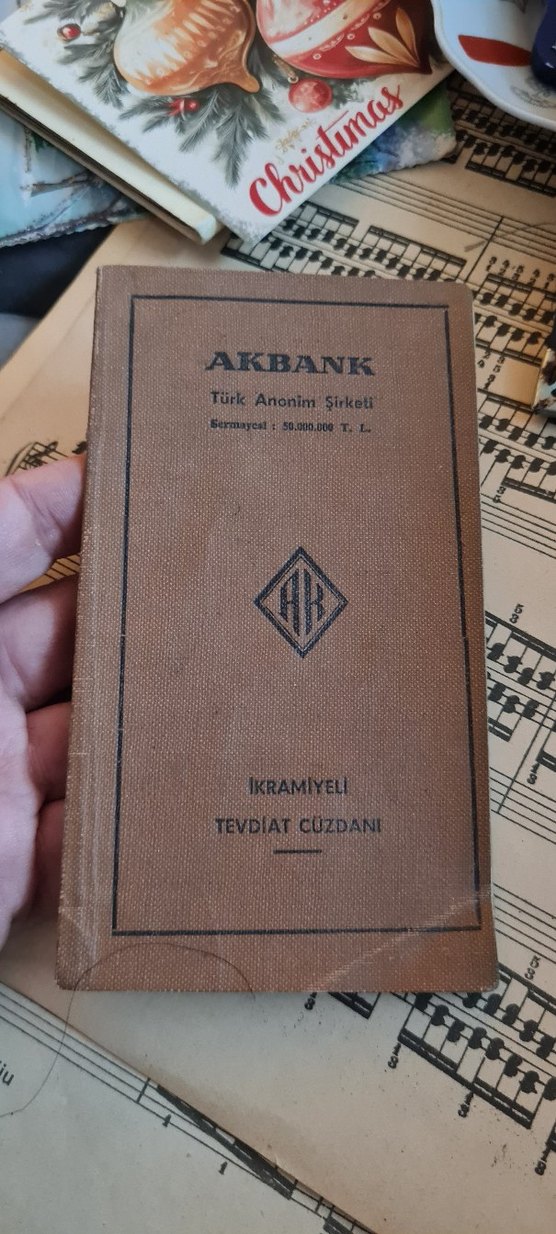 Christmas
AKBANK
Türk Anonim Şirketi
Sermayesi : 50.000.000 T. L.
AK
İKRAMİYELİ
TEVDİAT CÜZDANI